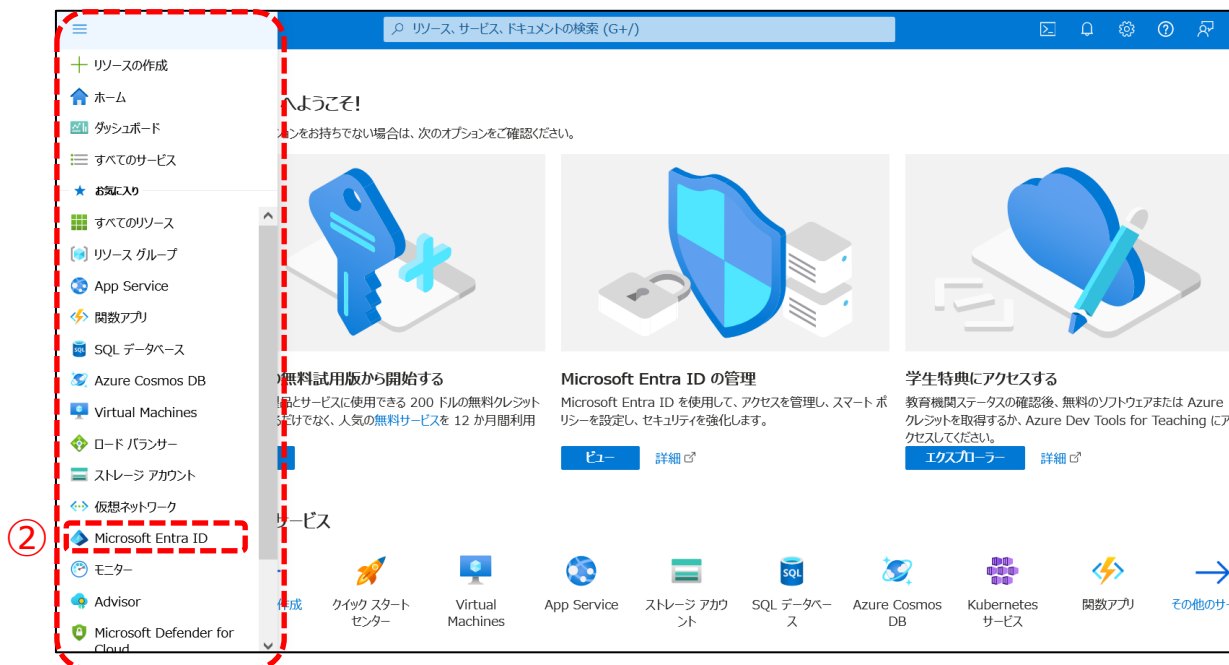 リソース、サービス、ドキュメントの検索 (G+/)
リソースの作成
ホーム
ダッシュボード
すべてのサービス
お気に入り
すべてのリソース
リソース グループ
App Service
関数アプリ
SQL データベース
Azure Cosmos DB
Virtual Machines
ロード バランサー
ストレージ アカウント
仮想ネットワーク
②
Microsoft Entra ID
モニター
Advisor
Microsoft Defender for
Cloud
へようこそ!
ションをお持ちでない場合は、次のオプションをご確認ください。
無料試用版から開始する
品とサービスに使用できる 200 ドルの無料クレジット
だけでなく、人気の無料サービスを 12 か月間利用
Microsoft Entra ID の管理
Microsoft Entra ID を使用して、アクセスを管理し、スマート ポ
リシーを設定し、セキュリティを強化します。
ビュー
詳細
学生特典にアクセスする
教育機関ステータスの確認後、無料のソフトウェアまたは Azure
クレジットを取得するか、Azure Dev Tools for Teaching にア
クセスしてください。
エクスプローラー
詳細
サービス
作成
クイック スタート
センター
Virtual
Machines
App Service
ストレージ アカウ
ント
SQL
SQL データベー
ス
Azure Cosmos
DB
Kubernetes
サービス
関数アプリ
その他のサー